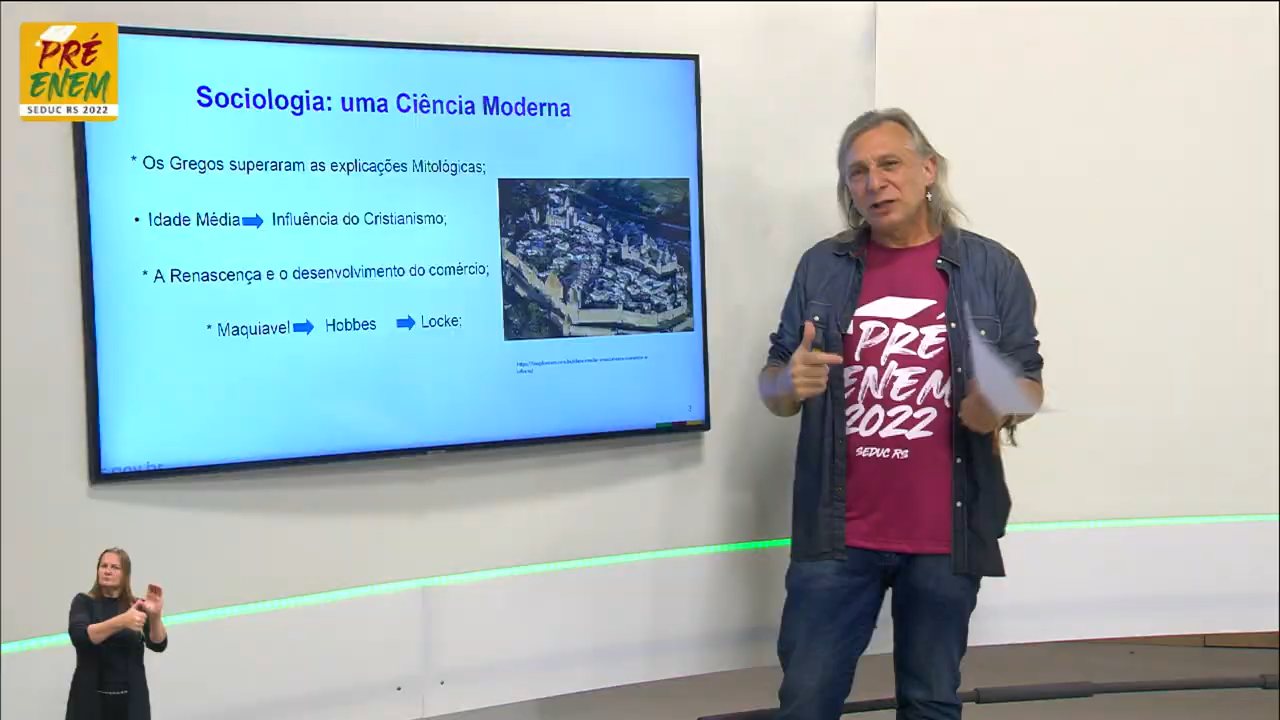 PRÉ
ENEM
SEDUC RS 2022
Sociologia: uma Ciência Moderna
* Os Gregos superaram as explicações Mitológicas;
• Idade Média Influência do Cristianismo;
* A Renascença e o desenvolvimento do comércio;
* Maquiavel Hobbes Locke;
7
PRÉ
ENEM
2022
SEDUC RS